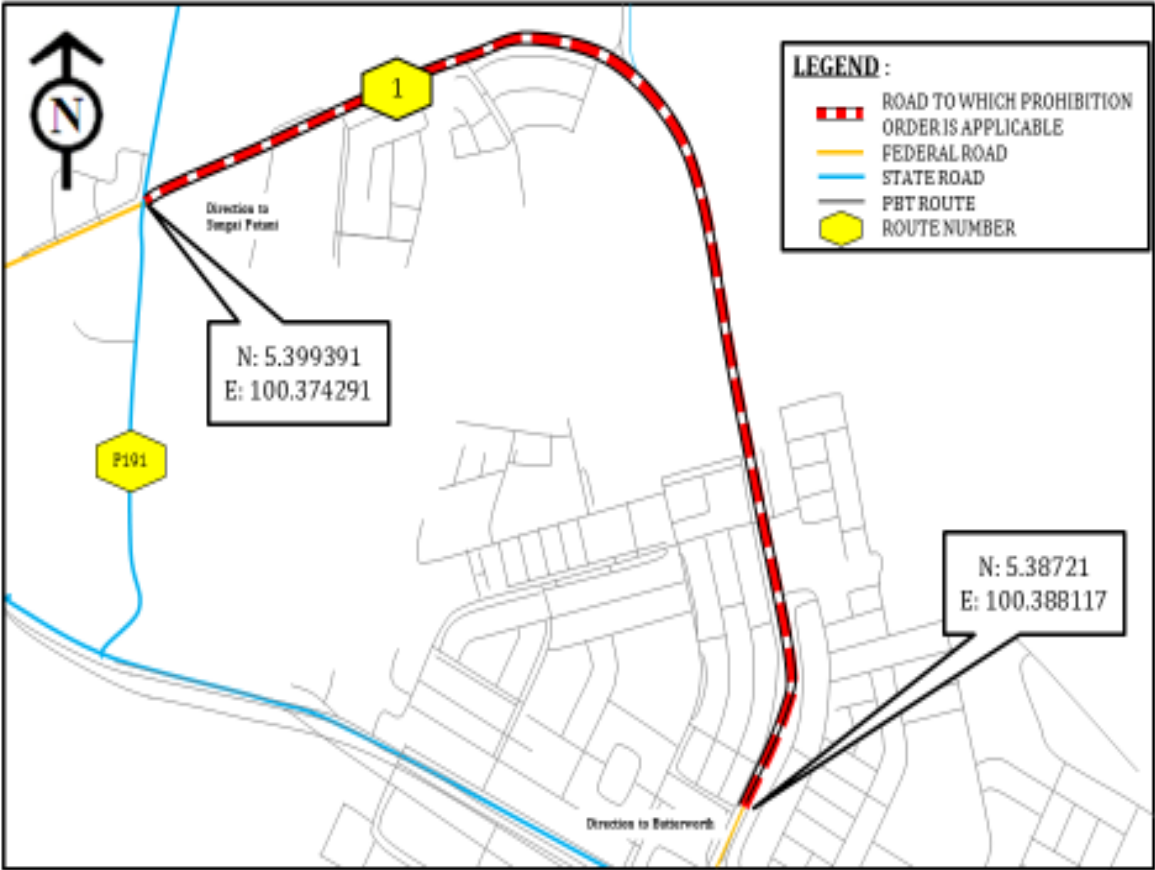 N
1
LEGEND :
ROAD TO WHICH PROHIBITION
ORDER IS APPLICABLE
FEDERAL ROAD
STATE ROAD
PBT ROUTE
ROUTE NUMBER
Direction to
Sungai Petani
N: 5.399391
E: 100.374291
P191
N: 5.38721
E: 100.388117
Direction to Butterworth